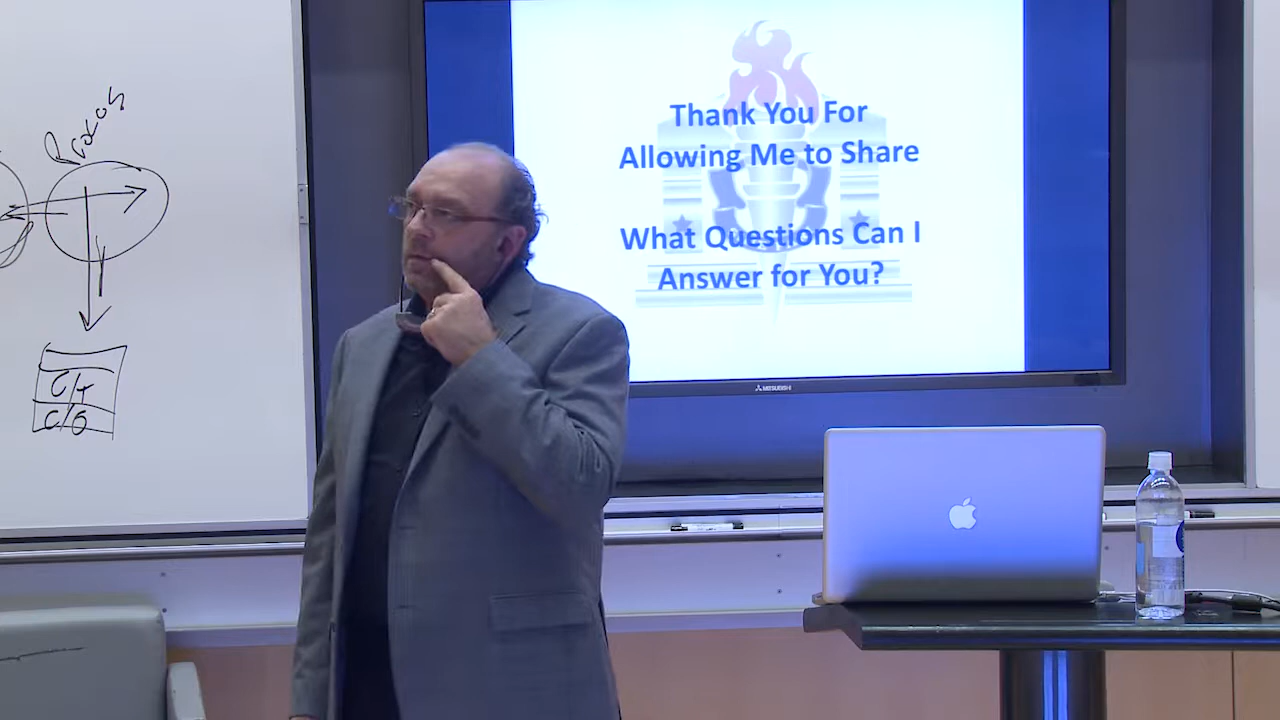 Thank You For
Allowing Me to Share
What Questions Can I
Answer for You?
MITSUBISHI
C/O